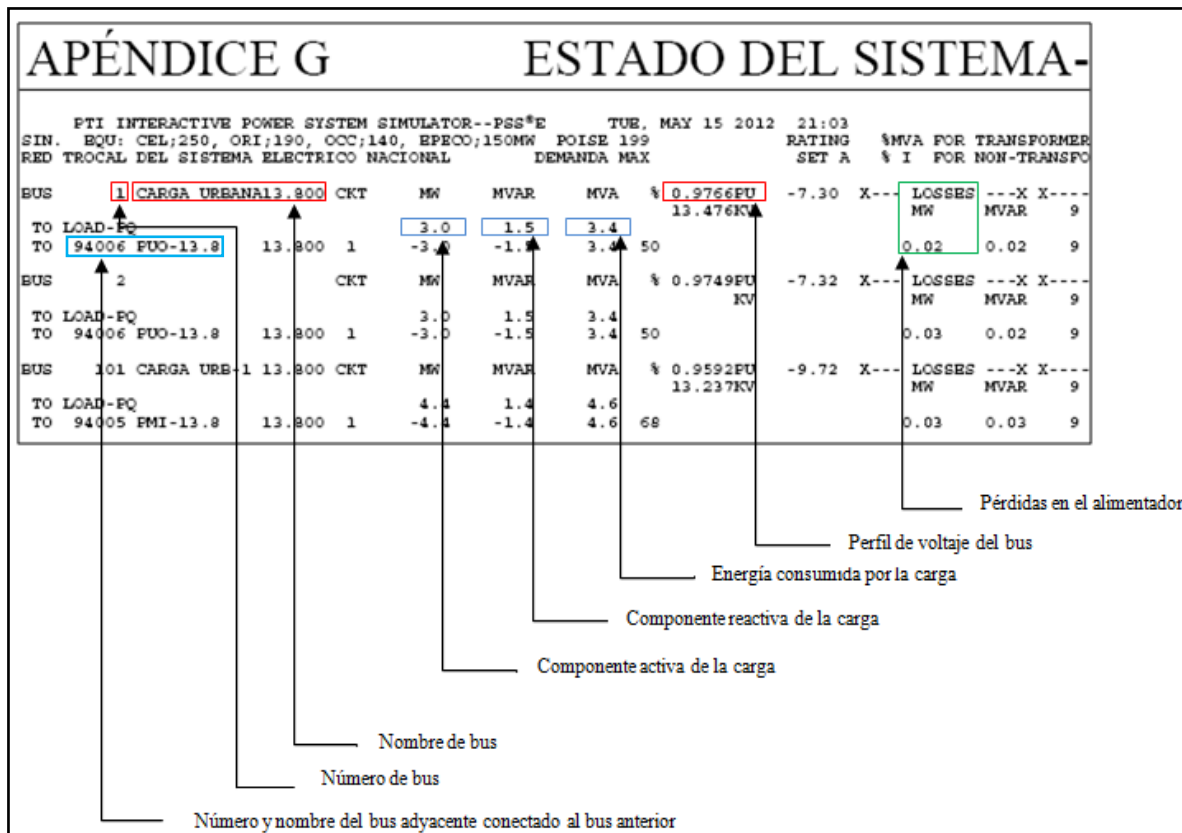 APÉNDICE G ESTADO DEL SISTEMA-
PTI INTERACTIVE POWER SYSTEM SIMULATOR--PSS®E TUE, MAY 15 2012 21:03
SIN. EQU: CEL;250, ORI;190, OCC;140, EPECO;150MW POISE 199 RATING %MVA FOR TRANSFORMER
RED TROCAL DEL SISTEMA ELECTRICO NACIONAL DEMANDA MAX SET A % I FOR NON-TRANSFO
BUS 1 CARGA URBANA13.800 CKT MW MVAR MVA % 0.9766PU -7.30 X--- LOSSES ---X X----
13.476KV MW MVAR 9
TO LOAD-PQ 3.0 1.5 3.4
TO 94006 PUO-13.8 13.800 1 -3.0 -1.5 3.4 50 0.02 0.02 9
BUS 2 CKT MW MVAR MVA % 0.9749PU -7.32 X--- LOSSES ---X X----
KV MW MVAR 9
TO LOAD-PQ 3.0 1.5 3.4
TO 94006 PUO-13.8 13.800 1 -3.0 -1.5 3.4 50 0.03 0.02 9
BUS 101 CARGA URB-1 13.800 CKT MW MVAR MVA % 0.9592PU -9.72 X--- LOSSES ---X X----
13.237KV MW MVAR 9
TO LOAD-PQ 4.4 1.4 4.6
TO 94005 PMI-13.8 13.800 1 -4.4 -1.4 4.6 68 0.03 0.03 9
Pérdidas en el alimentador
Perfil de voltaje del bus
Energía consumida por la carga
Componente reactiva de la carga
Componente activa de la carga
Nombre de bus
Número de bus
Número y nombre del bus adyacente conectado al bus anterior